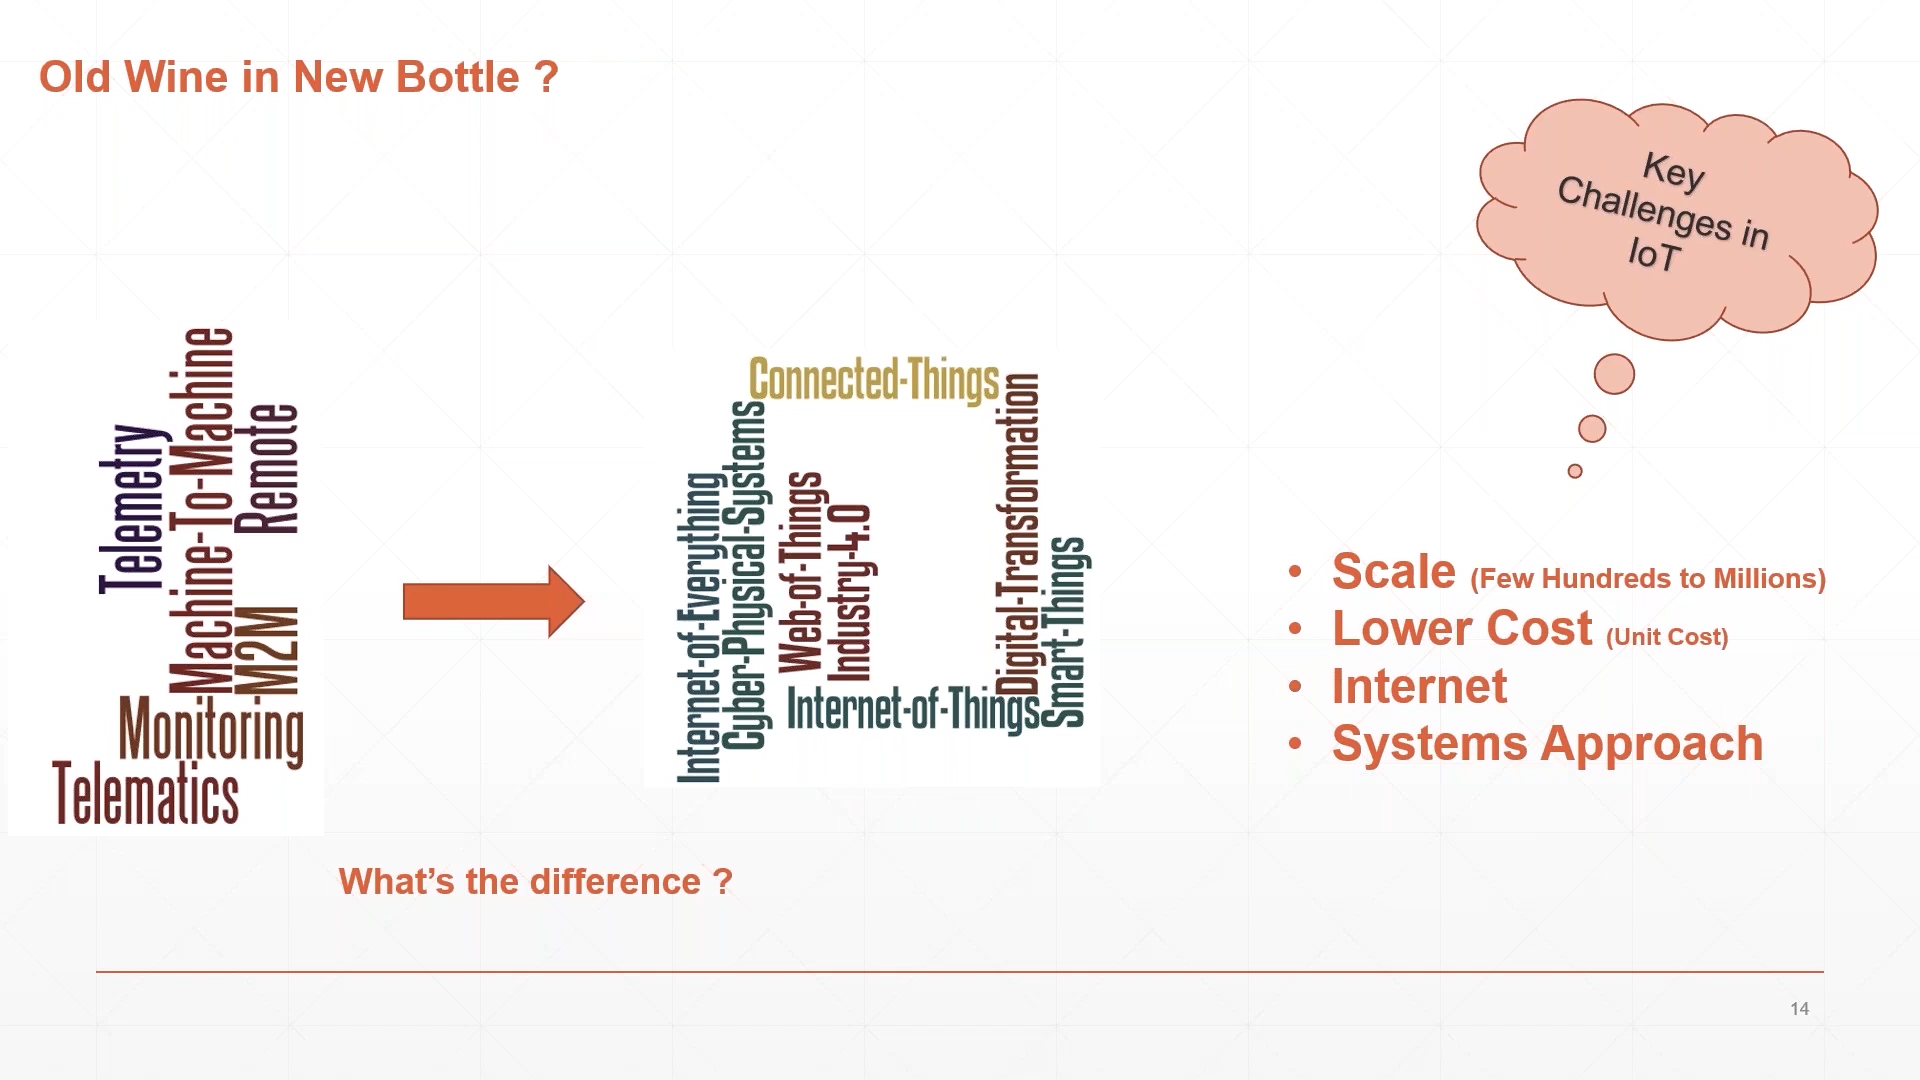 Old Wine in New Bottle ?
Key
Challenges in
IoT
Telemetry
Machine-To-Machine
Remote
M2M
Monitoring
Telematics
Connected-Things
Internet-of-Everything
Cyber-Physical-Systems
Web-of-Things
Industry-4.0
Digital-Transformation
Smart-Things
Internet-of-Things
• Scale (Few Hundreds to Millions)
• Lower Cost (Unit Cost)
• Internet
• Systems Approach
What’s the difference ?
14